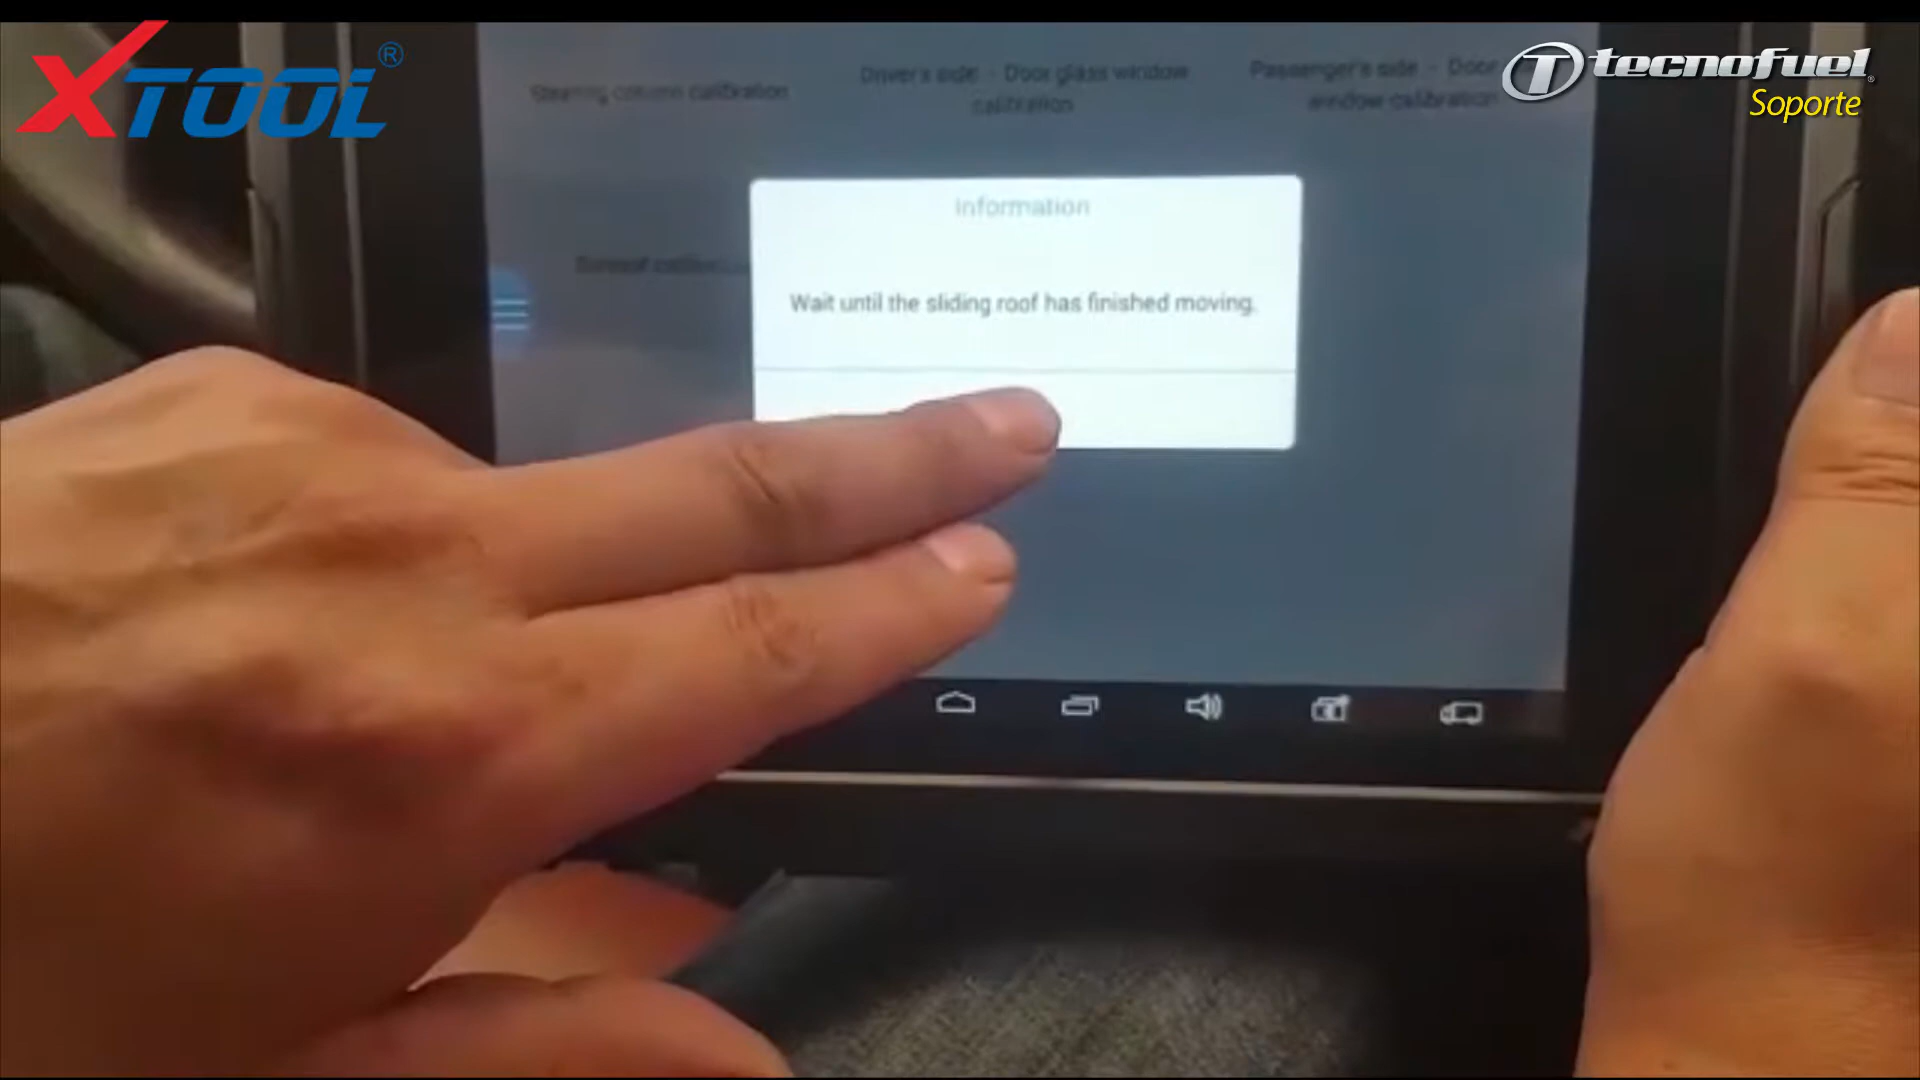 XTOOL®
tecnofuel
Soporte
Steering column calibration
Driver's side - Door glass window
calibration
Passenger's side - Door
window calibration
Sunroof
Information
Wait until the sliding roof has finished moving.